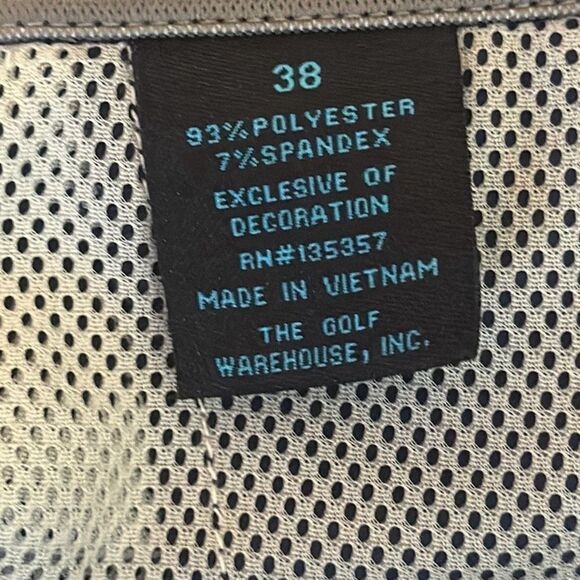 38
93%POLYESTER
7%SPANDEX
EXCLESIVE OF
DECORATION
RN#135357
MADE IN VIETNAM
THE GOLF
WAREHOUSE, INC.